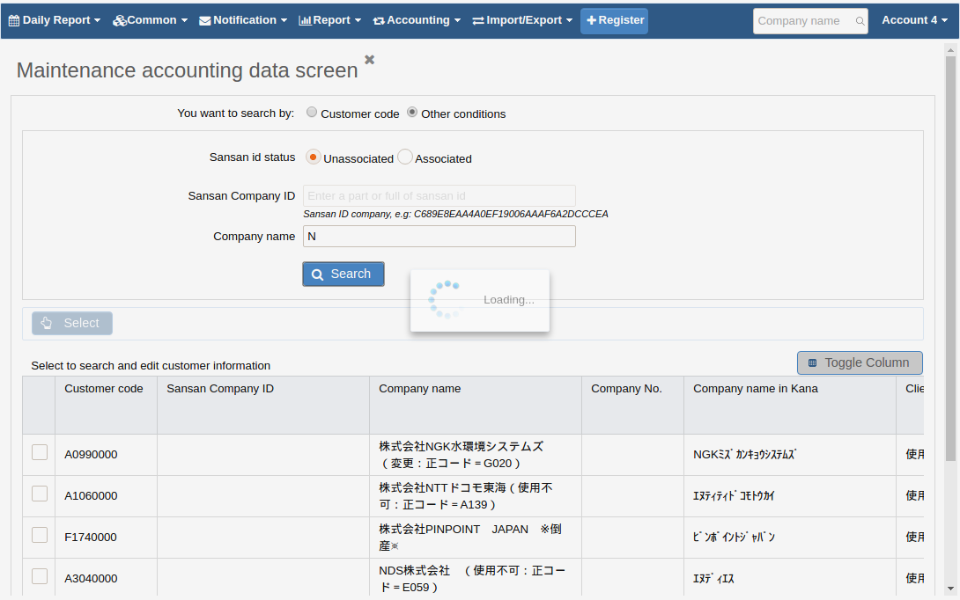 Daily Report Common Notification Report Accounting Import/Export Register Company name Account 4
Maintenance accounting data screen
You want to search by: Customer code Other conditions
Sansan id status Unassociated Associated
Sansan Company ID Enter a part or full of sansan id
Sansan ID company, e.g: C689E8EAA4A0EF19006AAAF6A2DCCCEA
Company name N
Search
Loading...
Select
Select to search and edit customer information Toggle Column
Customer code Sansan Company ID Company name Company No. Company name in Kana Clie
A0990000 株式会社NGK水環境システムズ（変更：正コード＝G020） NGKﾐｽﾞｶﾝｷｮｳｼｽﾃﾑｽﾞ 使用
A1060000 株式会社NTTドコモ東海（使用不可：正コード＝A139） ｴﾇﾃｨﾃｨﾄﾞｺﾓﾄｳｶｲ 使用
F1740000 株式会社PINPOINT　JAPAN　※倒産※ ﾋﾟﾝﾎﾟｲﾝﾄｼﾞｬﾊﾟﾝ 使用
A3040000 NDS株式会社　（使用不可：正コード＝E059） ｴﾇﾃﾞｨｴｽ 使用